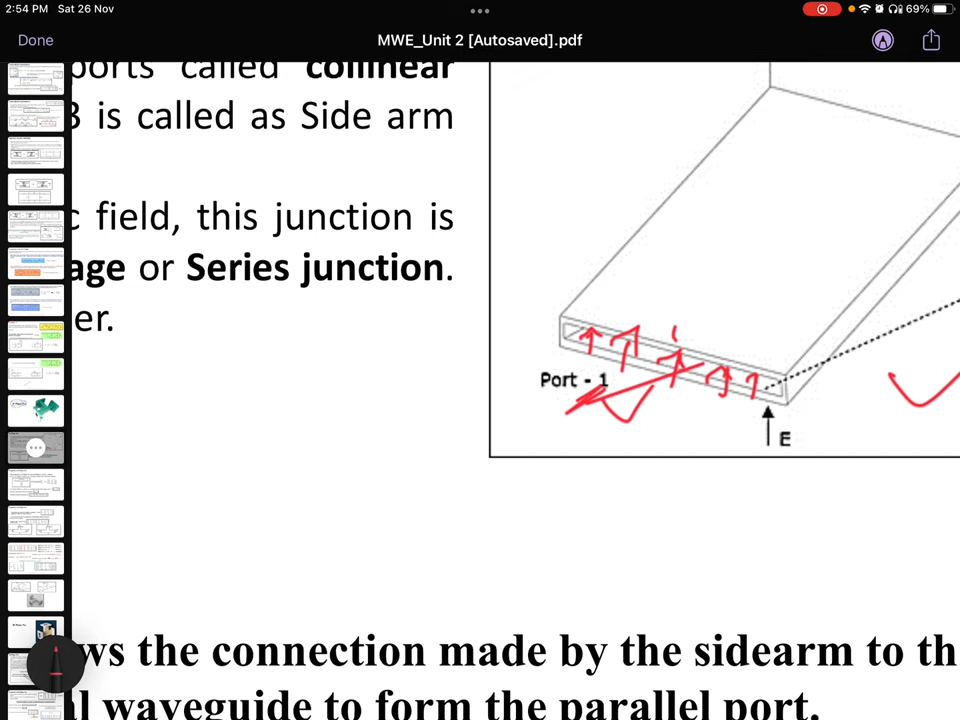 2:54 PM Sat 26 Nov
69%
Done
MWE_Unit 2 [Autosaved].pdf
ports called collinear
3 is called as Side arm
c field, this junction is
age or Series junction.
er.
Port - 1
E
ws the connection made by the sidearm to th
al waveguide to form the parallel port.